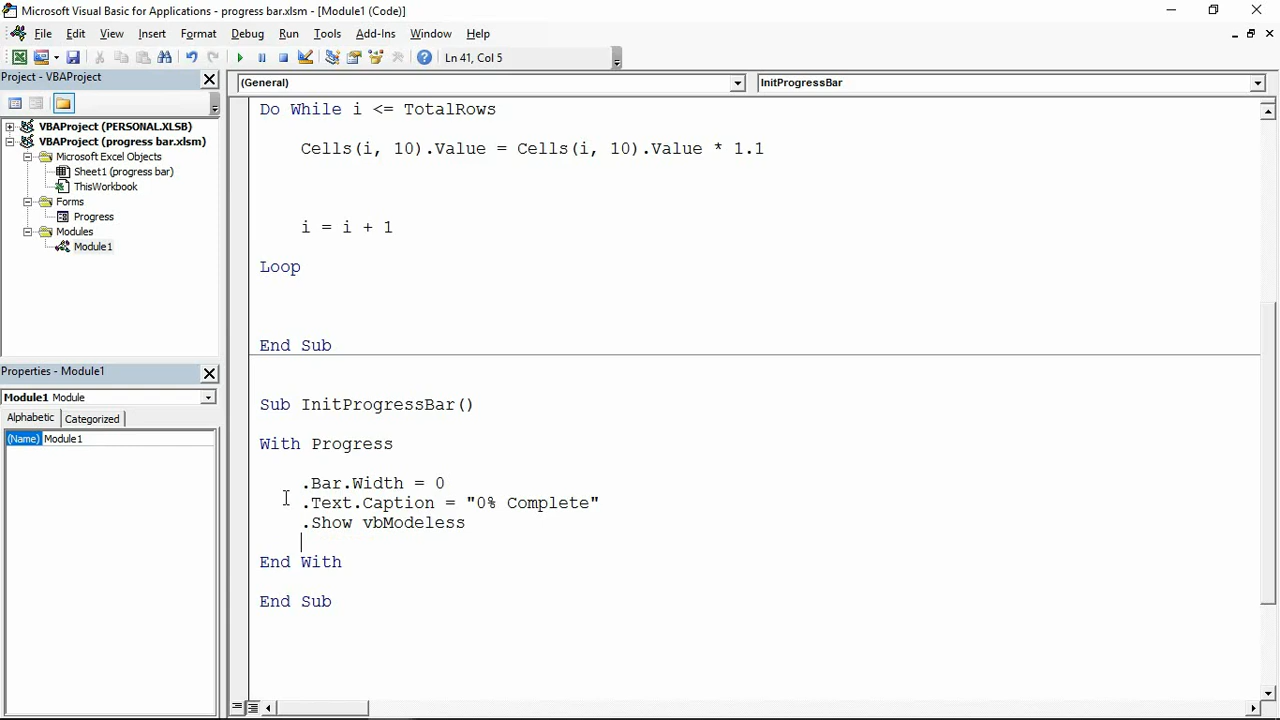 Microsoft Visual Basic for Applications - progress bar.xlsm - [Module1 (Code)]
File Edit View Insert Format Debug Run Tools Add-Ins Window Help
Ln 41, Col 5
Project - VBAProject
(General) InitProgressBar
VBAProject (PERSONAL.XLSB)
VBAProject (progress bar.xlsm)
Microsoft Excel Objects
Sheet1 (progress bar)
ThisWorkbook
Forms
Progress
Modules
Module1
Properties - Module1
Module1 Module
Alphabetic Categorized
(Name) Module1
Do While i <= TotalRows
Cells(i, 10).Value = Cells(i, 10).Value * 1.1
i = i + 1
Loop
End Sub
Sub InitProgressBar()
With Progress
.Bar.Width = 0
.Text.Caption = "0% Complete"
.Show vbModeless
End With
End Sub